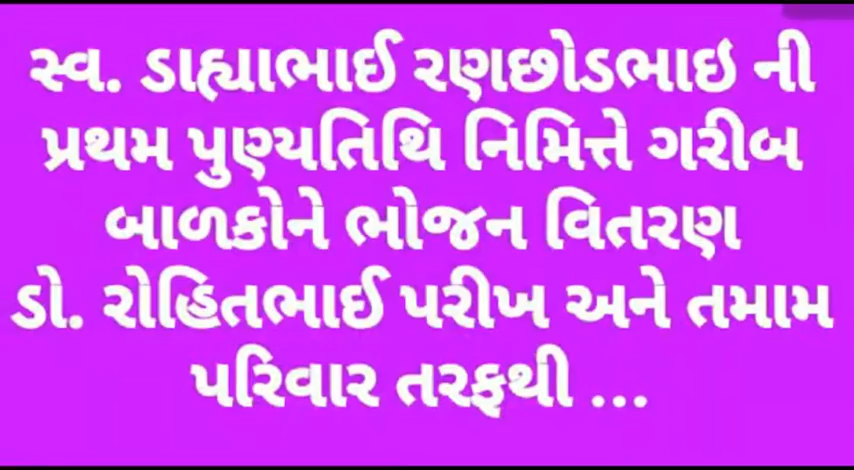 સ્વ. ડાહ્યાભાઈ રણછોડભાઇ ની
પ્રથમ પુણ્યતિથિ નિમિત્તે ગરીબ
બાળકોને ભોજન વિતરણ
ડો. રોહિતભાઈ પરીખ અને તમામ
પરિવાર તરફથી ...